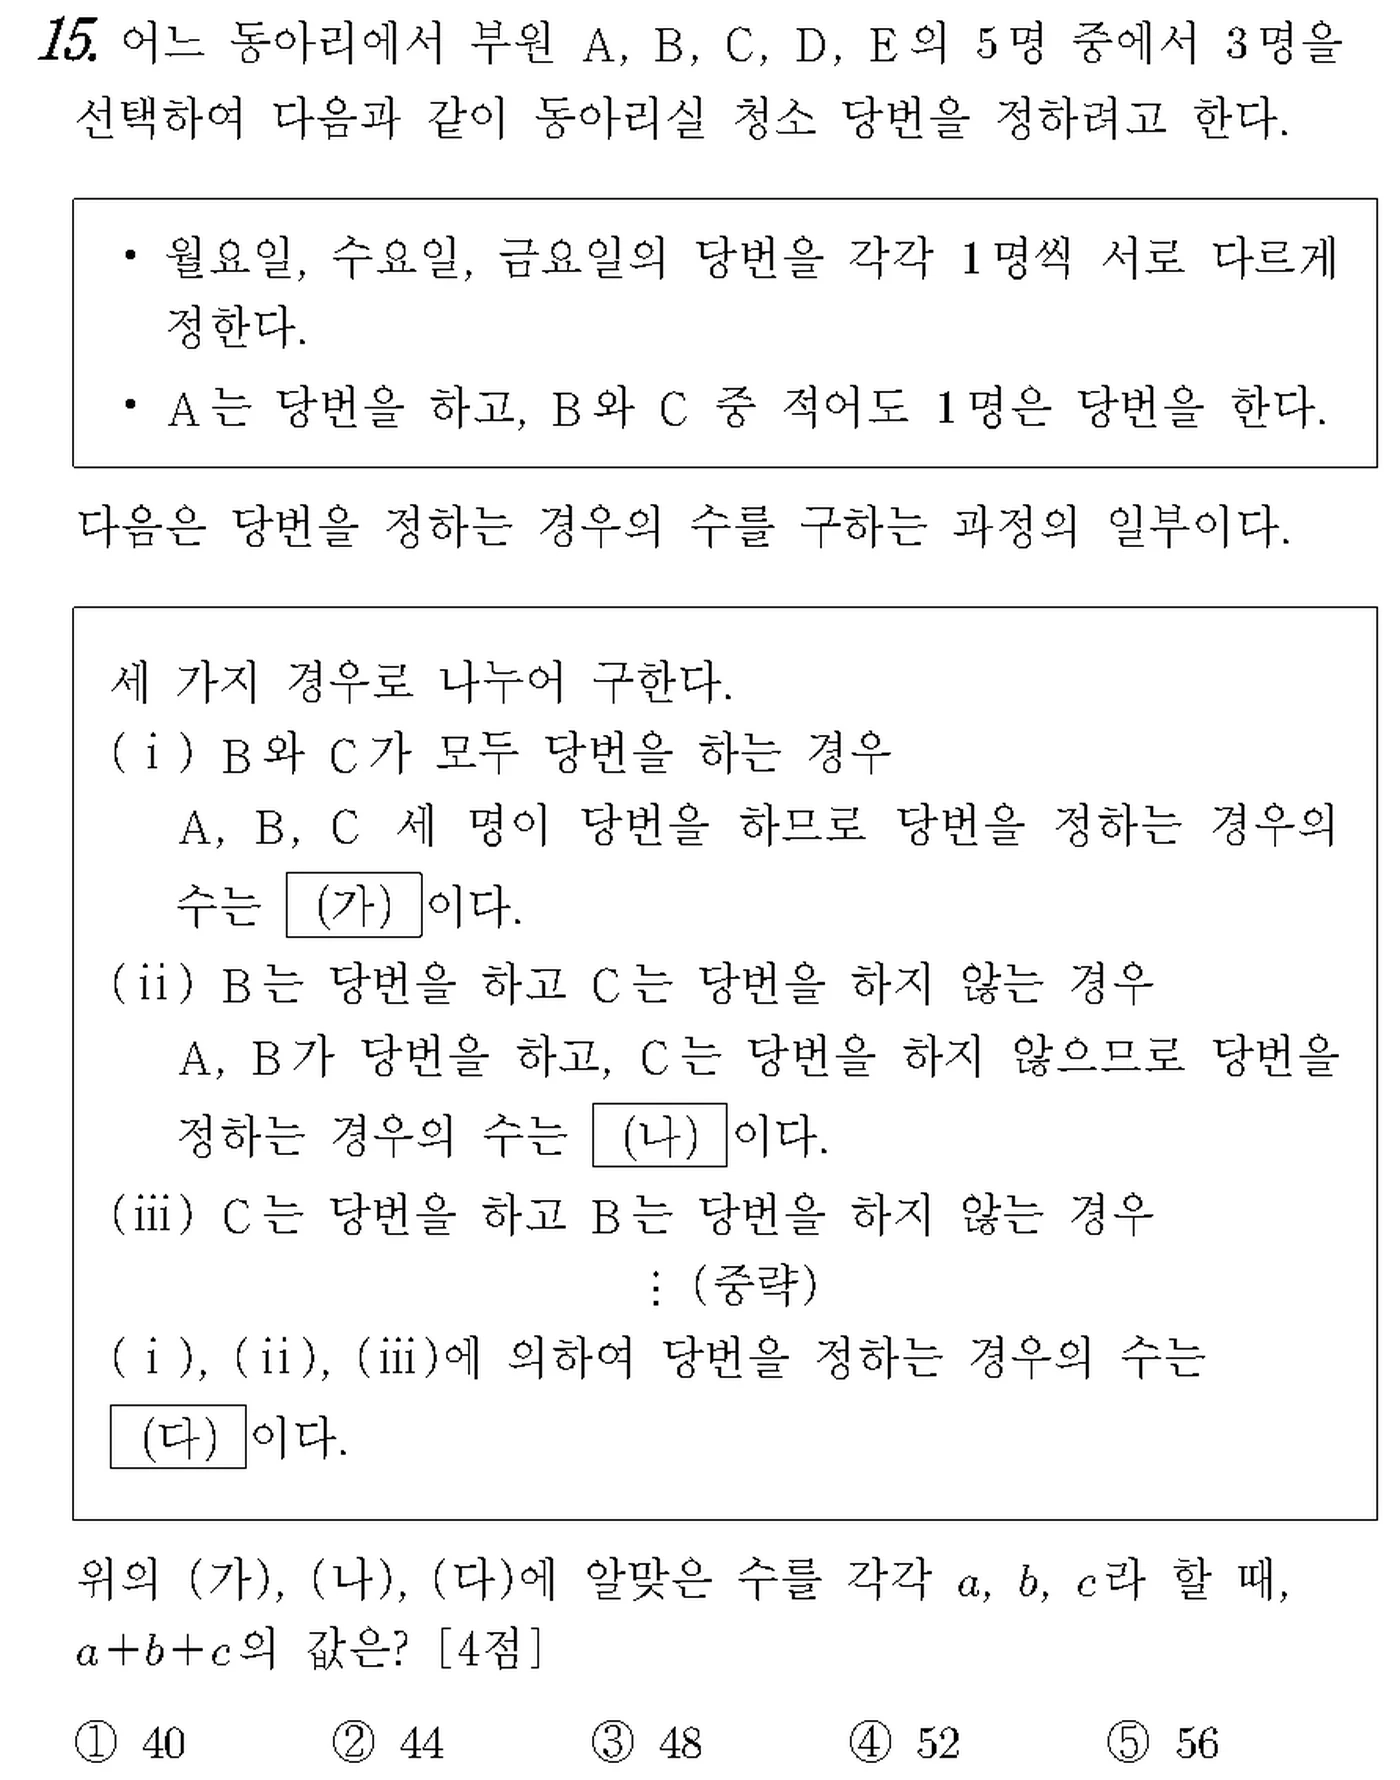 15. 어느 동아리에서 부원 A, B, C, D, E의 5명 중에서 3명을
선택하여 다음과 같이 동아리실 청소 당번을 정하려고 한다.
• 월요일, 수요일, 금요일의 당번을 각각 1명씩 서로 다르게
정한다.
• A는 당번을 하고, B와 C 중 적어도 1명은 당번을 한다.
다음은 당번을 정하는 경우의 수를 구하는 과정의 일부이다.
세 가지 경우로 나누어 구한다.
(ⅰ) B와 C가 모두 당번을 하는 경우
A, B, C 세 명이 당번을 하므로 당번을 정하는 경우의
수는 (가) 이다.
(ⅱ) B는 당번을 하고 C는 당번을 하지 않는 경우
A, B가 당번을 하고, C는 당번을 하지 않으므로 당번을
정하는 경우의 수는 (나) 이다.
(ⅲ) C는 당번을 하고 B는 당번을 하지 않는 경우
⋮ (중략)
(ⅰ), (ⅱ), (ⅲ)에 의하여 당번을 정하는 경우의 수는
(다) 이다.
위의 (가), (나), (다)에 알맞은 수를 각각 a, b, c라 할 때,
a+b+c의 값은? [4점]
① 40 ② 44 ③ 48 ④ 52 ⑤ 56